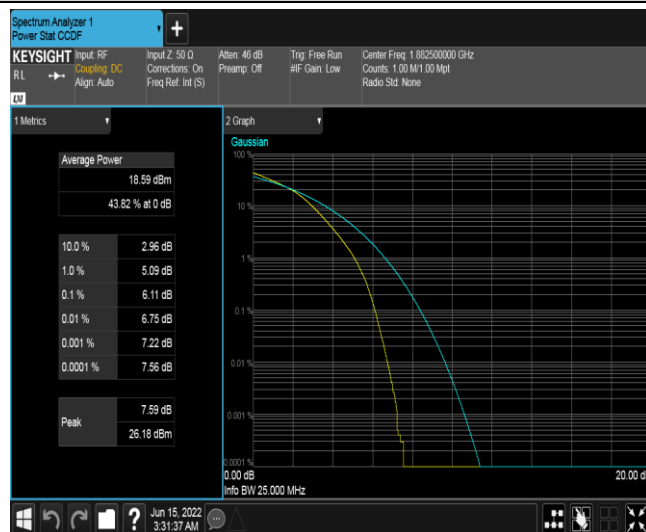 Spectrum Analyzer 1
Power Stat CCDF
+
KEYSIGHT
RL
LXI
Input: RF
Coupling: DC
Align: Auto
Input Z: 50 Ω
Corrections: On
Freq Ref: Int (S)
Atten: 46 dB
Preamp: Off
Trig: Free Run
#IF Gain: Low
Center Freq: 1.882500000 GHz
Counts: 1.00 M/1.00 Mpt
Radio Std: None
1 Metrics
Average Power
18.59 dBm
43.82 % at 0 dB
10.0 % 2.96 dB
1.0 % 5.09 dB
0.1 % 6.11 dB
0.01 % 6.75 dB
0.001 % 7.22 dB
0.0001 % 7.56 dB
Peak
7.59 dB
26.18 dBm
2 Graph
Gaussian
100 %
10 %
1 %
0.1 %
0.01 %
0.001 %
0.0001 %
0.00 dB
20.00 d
Info BW 25.000 MHz
?
Jun 15, 2022
3:31:37 AM